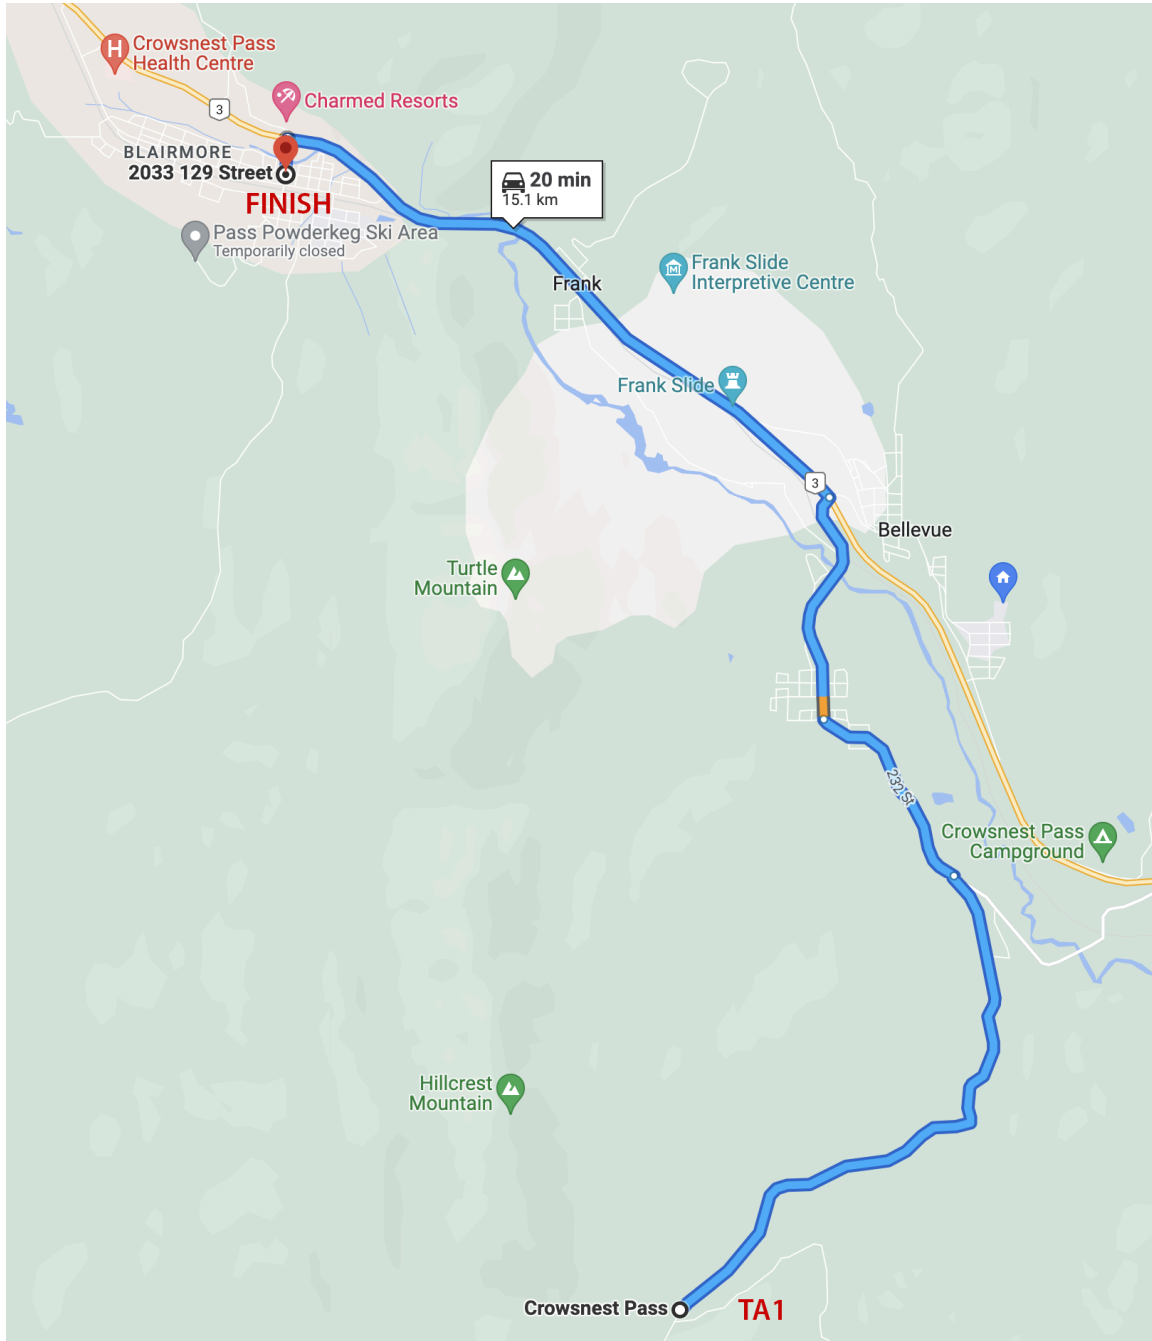 Crowsnest Pass
Health Centre
H
3
Charmed Resorts
BLAIRMORE
2033 129 Street
FINISH
20 min
15.1 km
Pass Powderkeg Ski Area
Temporarily closed
Frank
Frank Slide
Interpretive Centre
Frank Slide
3
Bellevue
Turtle
Mountain
232 St
Crowsnest Pass
Campground
Hillcrest
Mountain
Crowsnest Pass
TA1